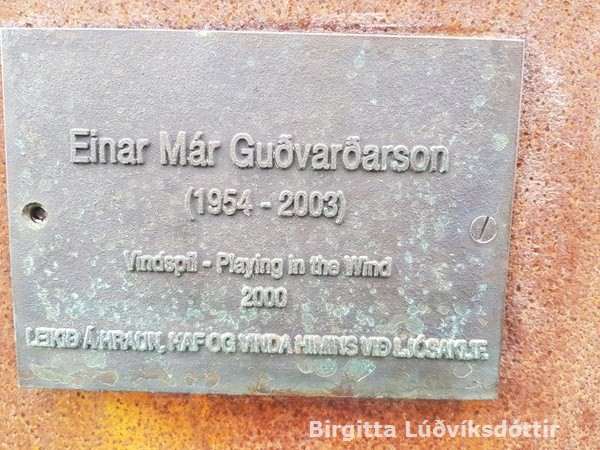 Einar Már Guðvarðarson
(1954 - 2003)
Vindspil - Playing in the Wind
2000
LEIKIÐ Á HRAUN, HAF OG VINDA HIMINS VIÐ LJÓSAKLIF
Birgitta Lúðvíksdóttir